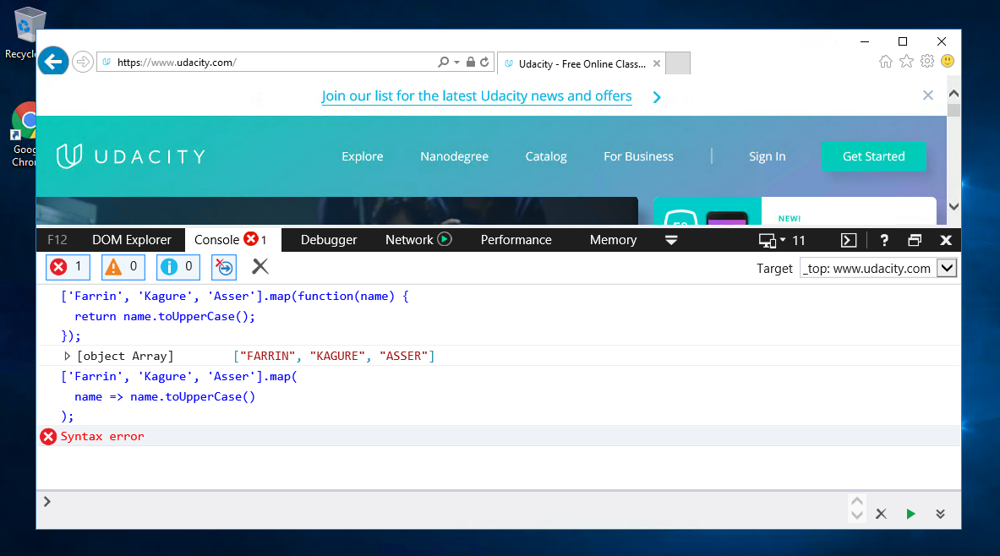 Recycle
Goog
Chrom
https://www.udacity.com/
Udacity - Free Online Class...
Join our list for the latest Udacity news and offers
UDACITY
Explore
Nanodegree
Catalog
For Business
Sign In
Get Started
NEW!
F12
DOM Explorer
Console
1
Debugger
Network
Performance
Memory
11
?
1
0
0
Target
_top: www.udacity.com
['Farrin', 'Kagure', 'Asser'].map(function(name) {
return name.toUpperCase();
});
[object Array] ["FARRIN", "KAGURE", "ASSER"]
['Farrin', 'Kagure', 'Asser'].map(
name => name.toUpperCase()
);
Syntax error